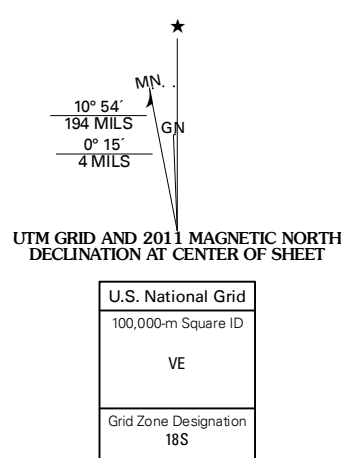 ★
MN
10° 54´
194 MILS
GN
0° 15´
4 MILS
UTM GRID AND 2011 MAGNETIC NORTH
DECLINATION AT CENTER OF SHEET
U.S. National Grid
100,000-m Square ID
VE
Grid Zone Designation
18S